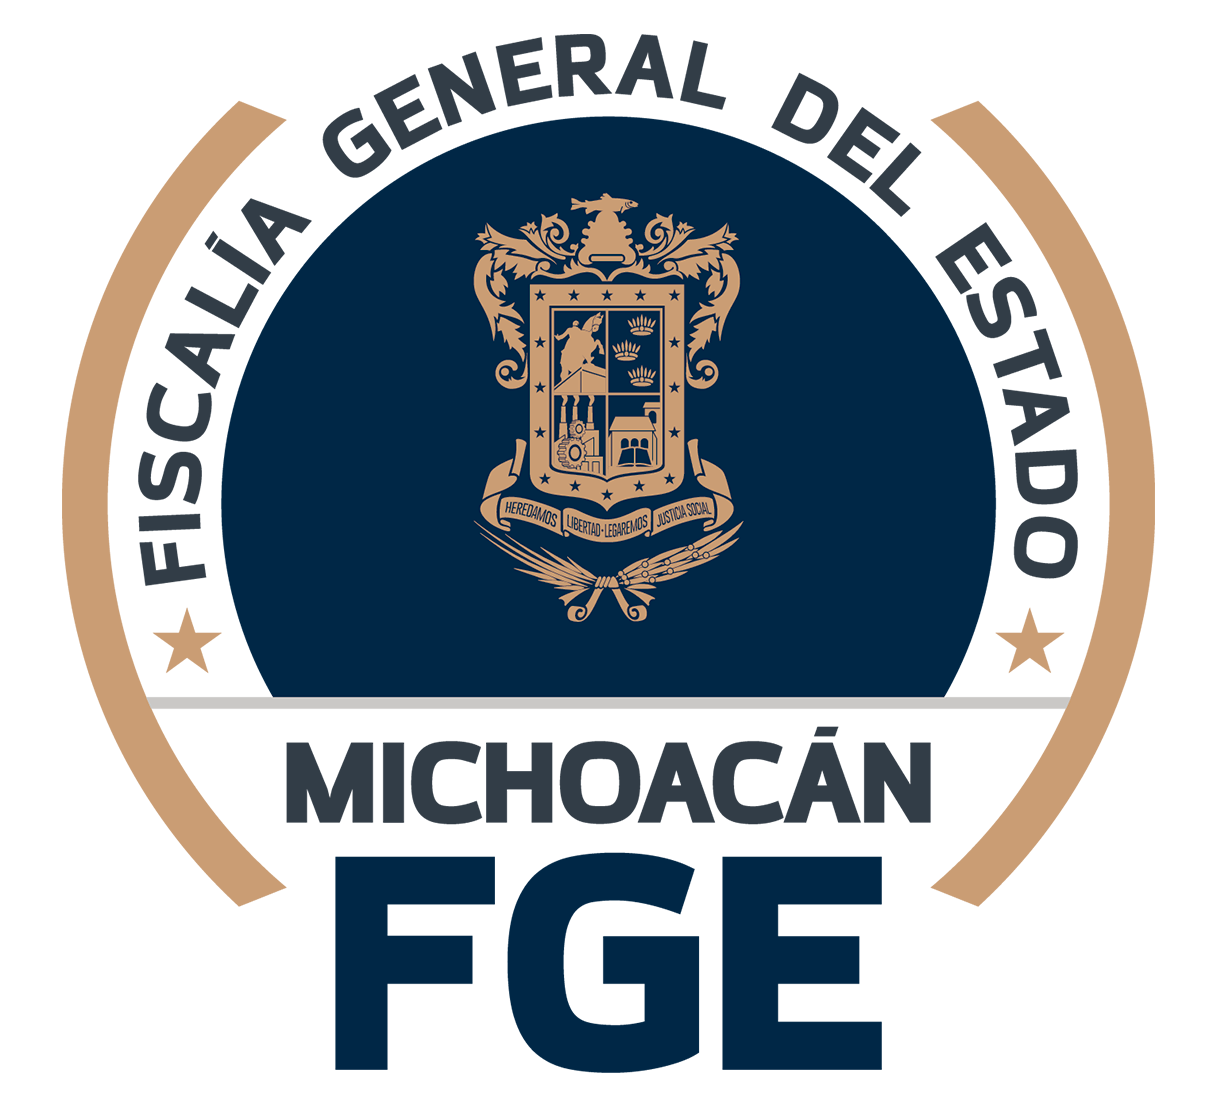 FISCALÍA GENERAL DEL ESTADO
HEREDAMOS LIBERTAD·LEGAREMOS JUSTICIA SOCIAL
MICHOACÁN
FGE